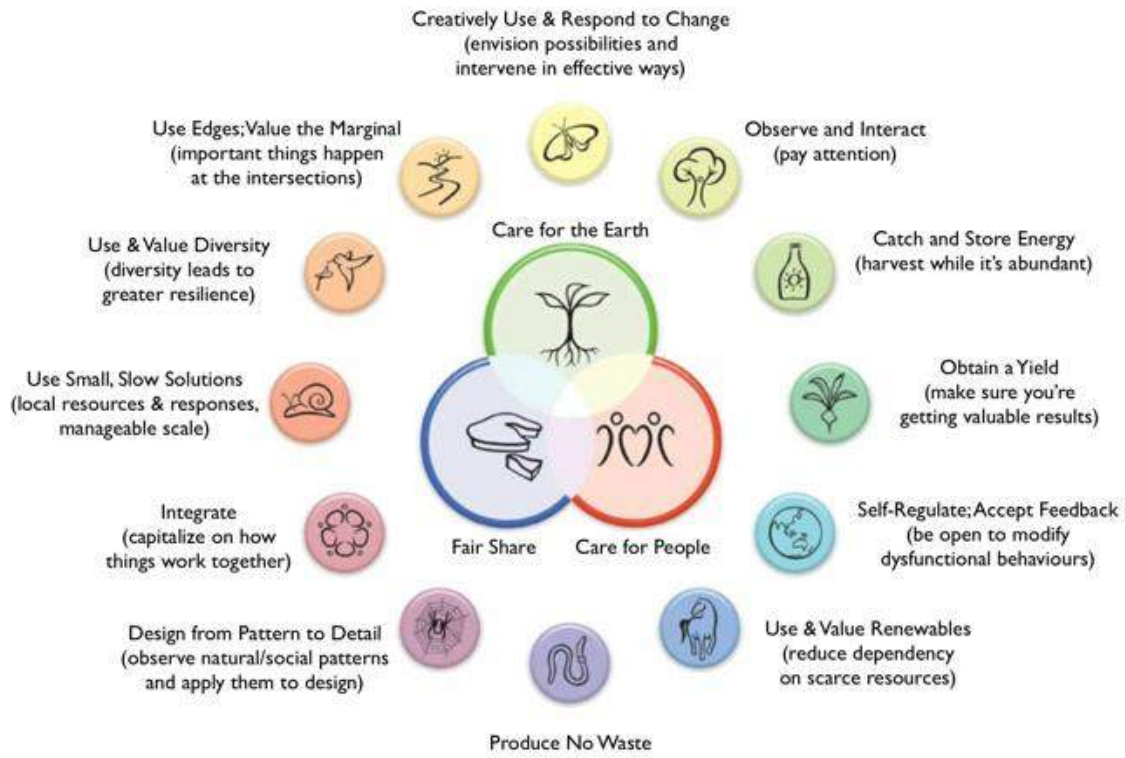 Creatively Use & Respond to Change
(envision possibilities and
intervene in effective ways)
Use Edges; Value the Marginal
(important things happen
at the intersections)
Observe and Interact
(pay attention)
Care for the Earth
Use & Value Diversity
(diversity leads to
greater resilience)
Catch and Store Energy
(harvest while it's abundant)
Use Small, Slow Solutions
(local resources & responses,
manageable scale)
Obtain a Yield
(make sure you're
getting valuable results)
Integrate
(capitalize on how
things work together)
Fair Share
Care for People
Self-Regulate; Accept Feedback
(be open to modify
dysfunctional behaviours)
Design from Pattern to Detail
(observe natural/social patterns
and apply them to design)
Use & Value Renewables
(reduce dependency
on scarce resources)
Produce No Waste